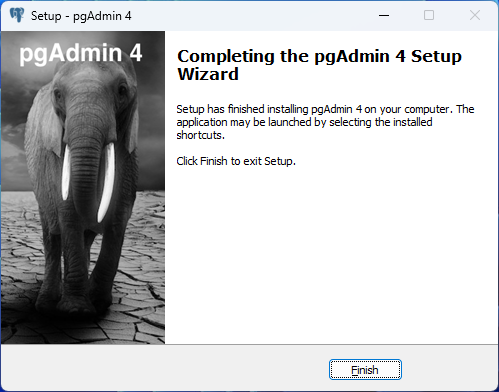 Setup - pgAdmin 4
pgAdmin 4
Completing the pgAdmin 4 Setup
Wizard
Setup has finished installing pgAdmin 4 on your computer. The
application may be launched by selecting the installed
shortcuts.
Click Finish to exit Setup.
Finish